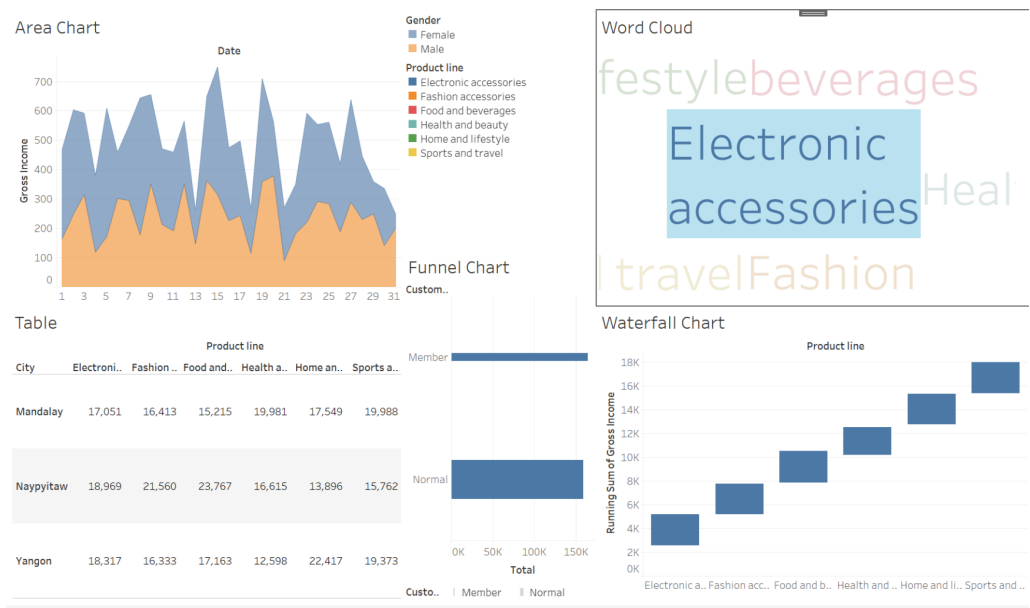 Area Chart
Date
700
600
500
400
300
200
100
0
Gross Income
1 3 5 7 9 11 13 15 17 19 21 23 25 27 29 31
Gender
Female
Male
Product line
Electronic accessories
Fashion accessories
Food and beverages
Health and beauty
Home and lifestyle
Sports and travel
Word Cloud
festyle beverages
Electronic
accessories
Heal
travel Fashion
Table
Product line
City Electroni.. Fashion .. Food and.. Health a.. Home an.. Sports a..
Mandalay 17,051 16,413 15,215 19,981 17,549 19,988
Naypyitaw 18,969 21,560 23,767 16,615 13,896 15,762
Yangon 18,317 16,333 17,163 12,598 22,417 19,373
Funnel Chart
Custom..
Member
Normal
0K 50K 100K 150K
Total
Custo.. Member Normal
Waterfall Chart
Product line
18K
16K
14K
12K
10K
8K
6K
4K
2K
0K
Running Sum of Gross Income
Electronic a.. Fashion acc.. Food and b.. Health and .. Home and li.. Sports and ..